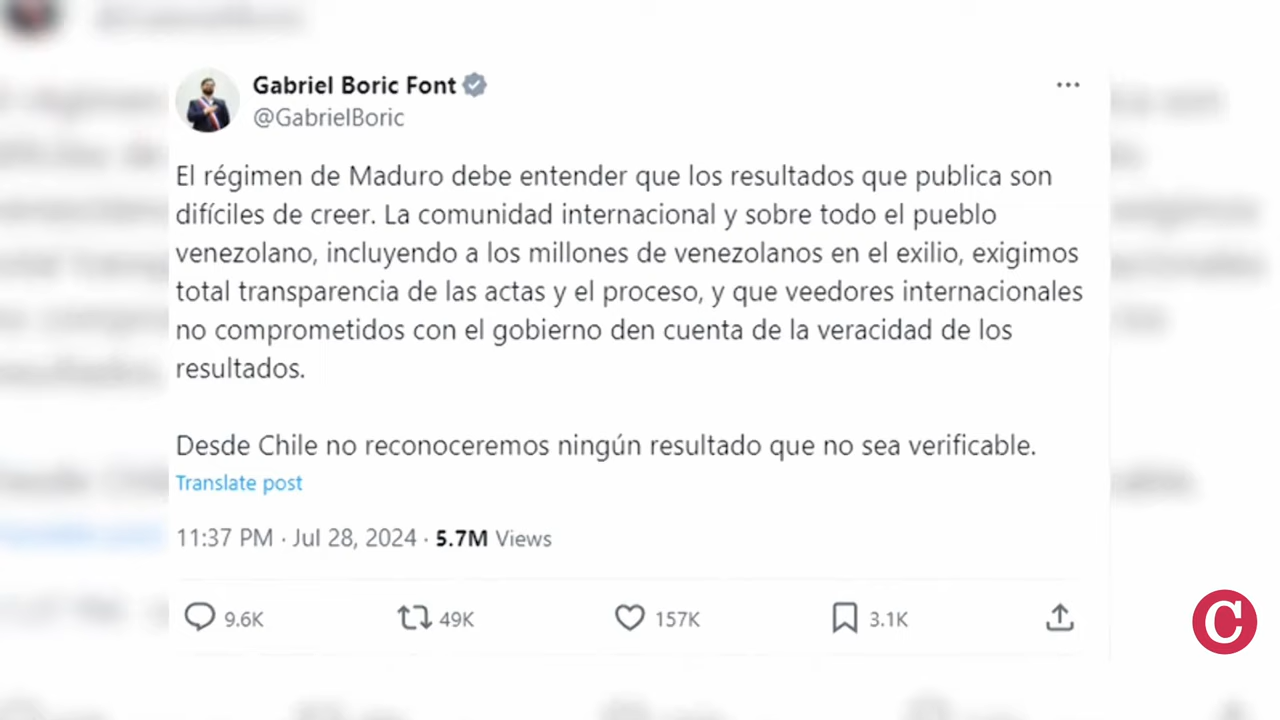 Gabriel Boric Font
@GabrielBoric
El régimen de Maduro debe entender que los resultados que publica son
difíciles de creer. La comunidad internacional y sobre todo el pueblo
venezolano, incluyendo a los millones de venezolanos en el exilio, exigimos
total transparencia de las actas y el proceso, y que veedores internacionales
no comprometidos con el gobierno den cuenta de la veracidad de los
resultados.
Desde Chile no reconoceremos ningún resultado que no sea verificable.
Translate post
11:37 PM · Jul 28, 2024 · 5.7M Views
9.6K 49K 157K 3.1K
C